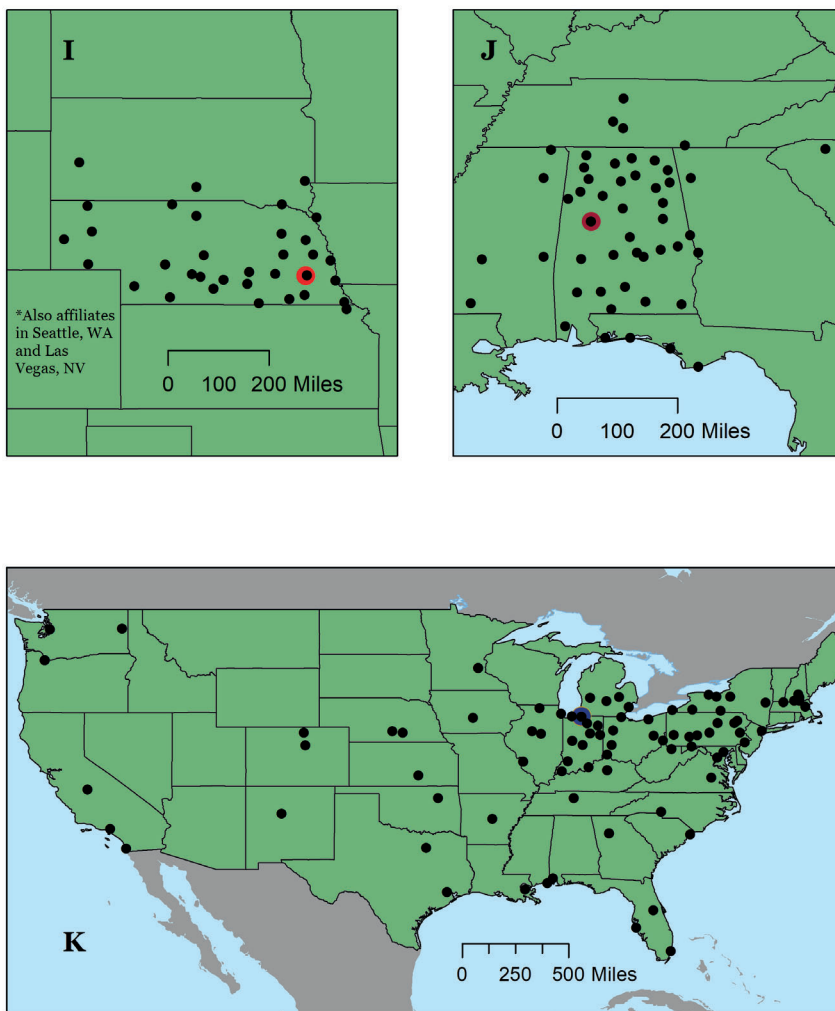 I
*Also affiliates
in Seattle, WA
and Las
Vegas, NV
0 100 200 Miles
J
0 100 200 Miles
K
0 250 500 Miles